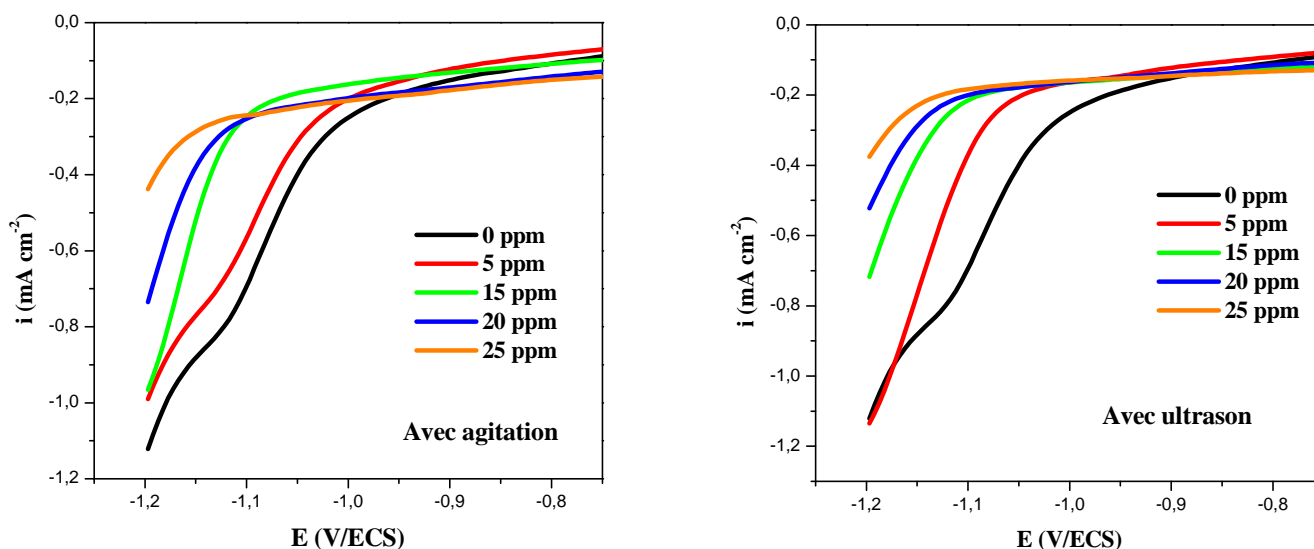 0,0
-0,2
-0,4
-0,6
-0,8
-1,0
-1,2
i (mA cm-2)
0 ppm
5 ppm
15 ppm
20 ppm
25 ppm
Avec agitation
-1,2 -1,1 -1,0 -0,9 -0,8
E (V/ECS)
0,0
-0,2
-0,4
-0,6
-0,8
-1,0
-1,2
i (mA cm-2)
0 ppm
5 ppm
15 ppm
20 ppm
25 ppm
Avec ultrason
-1,2 -1,1 -1,0 -0,9 -0,8
E (V/ECS)